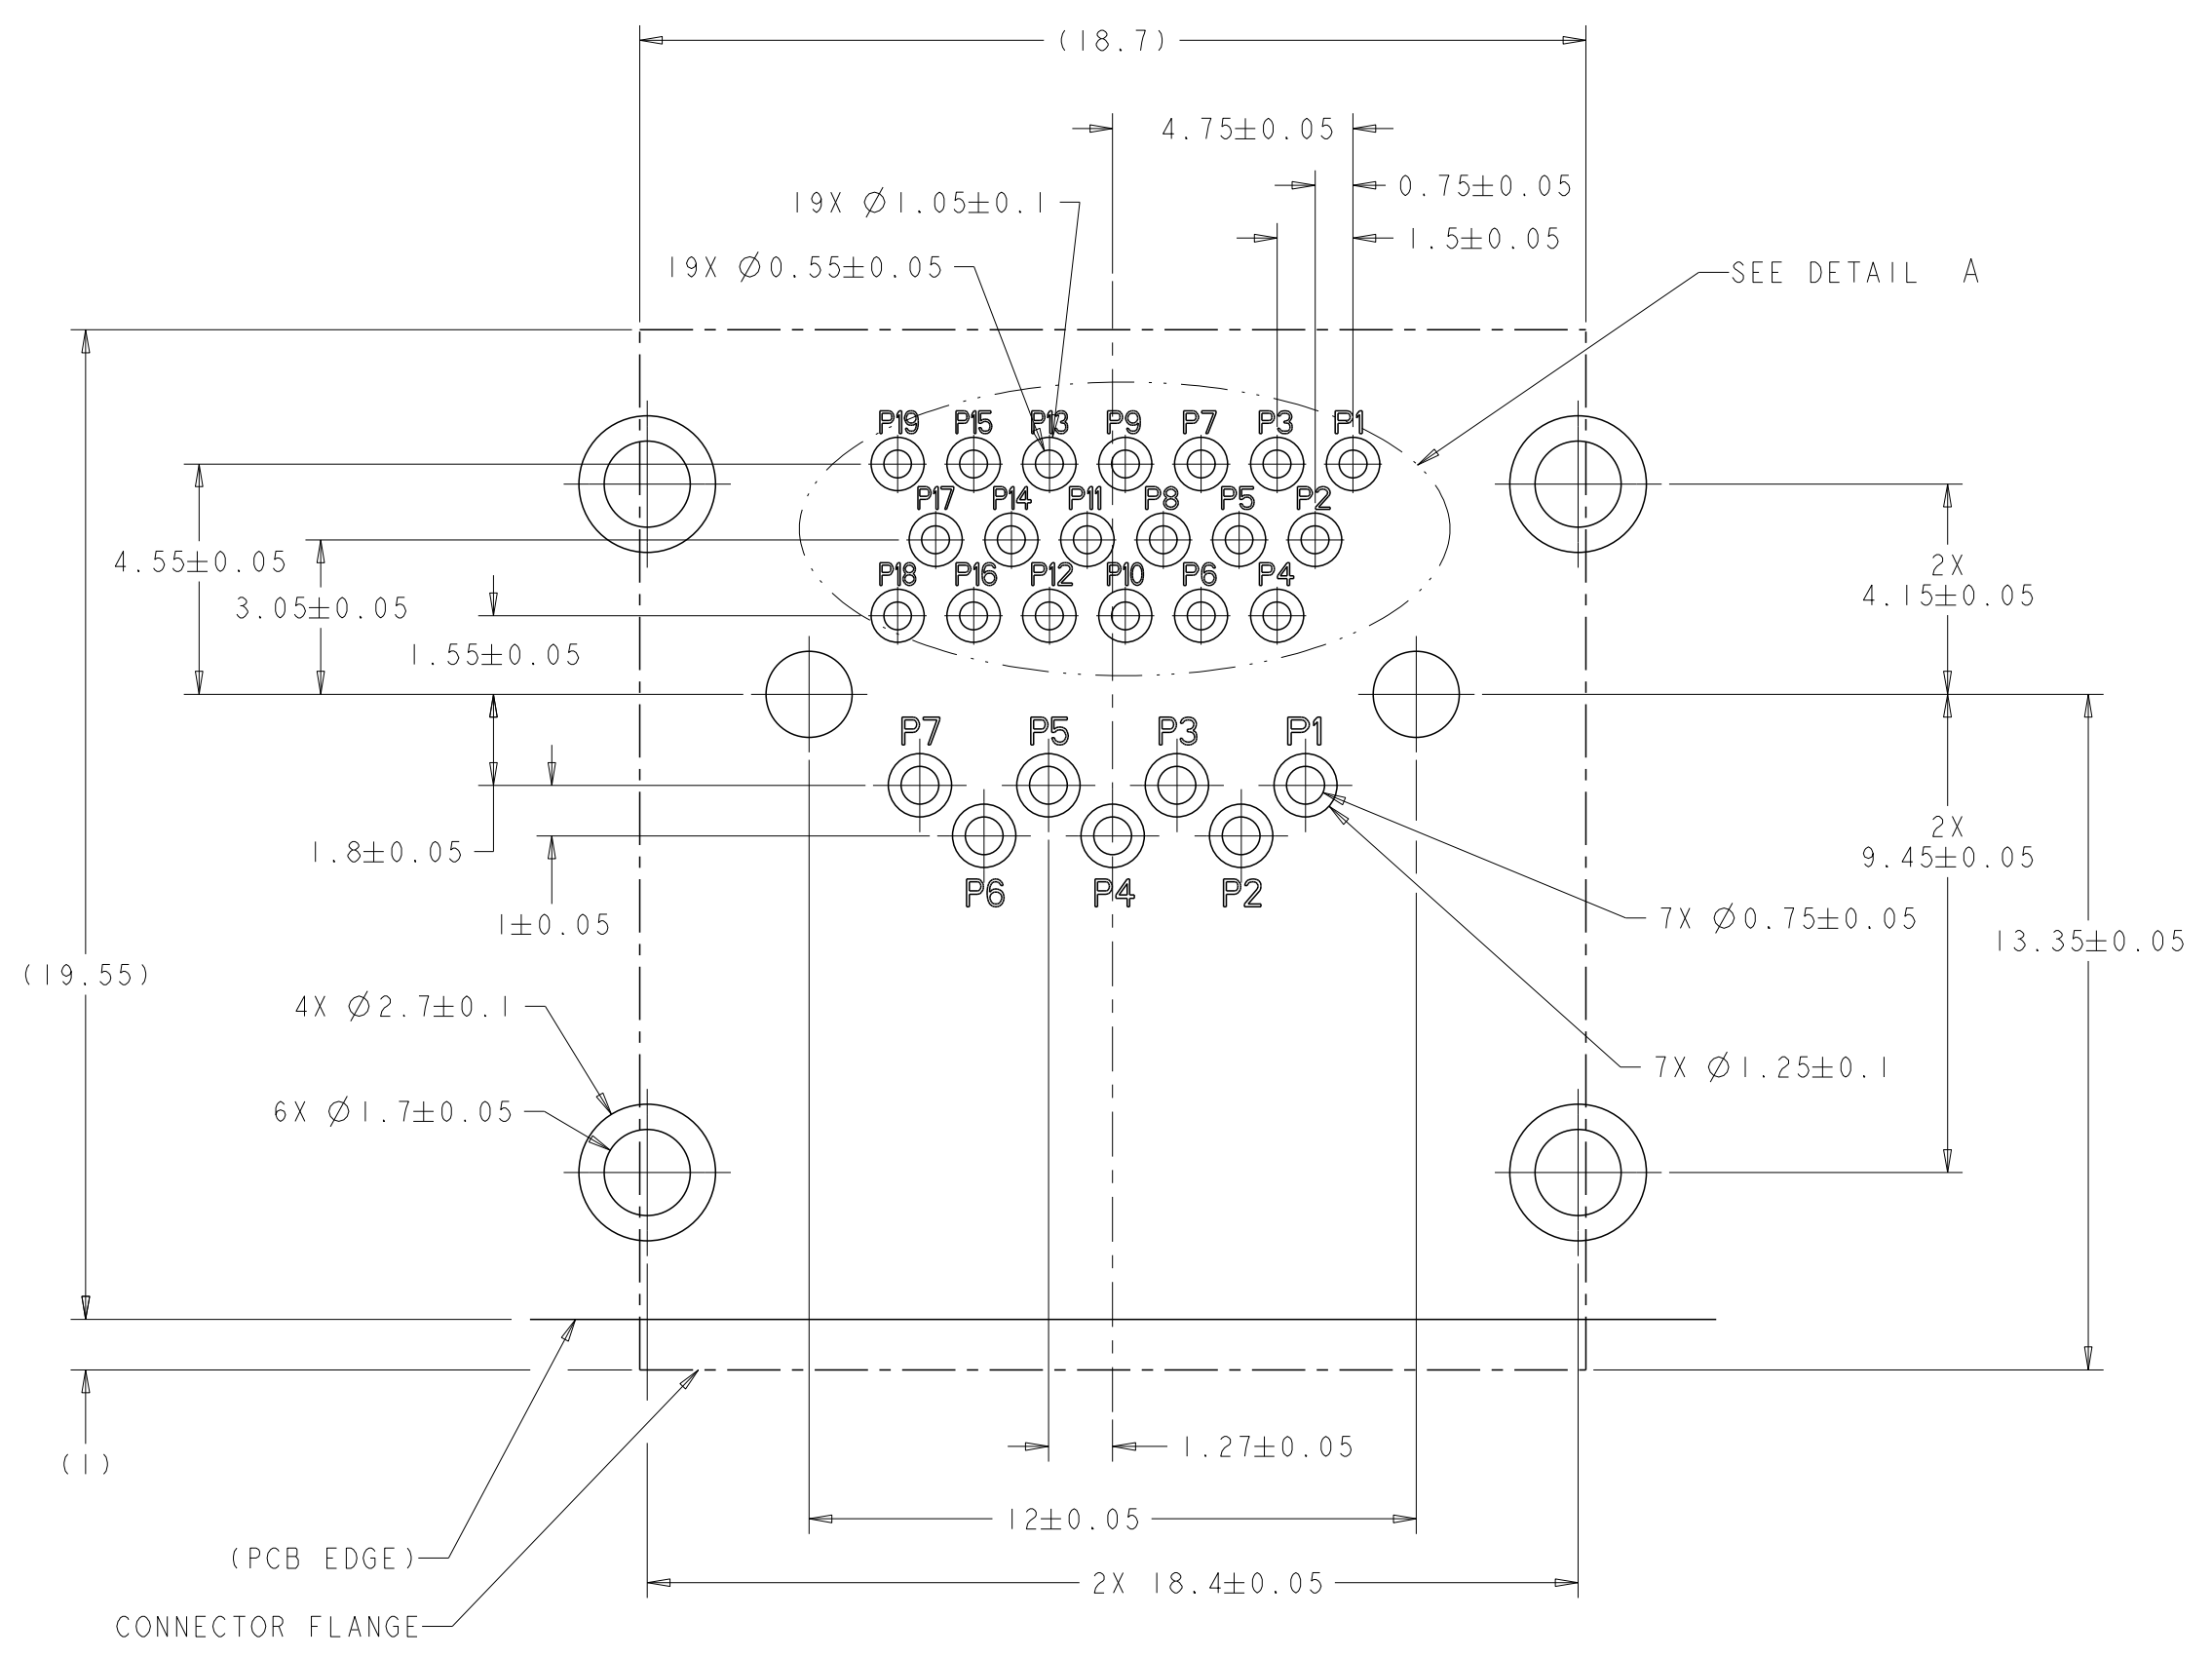 (18.7)
4.75±0.05
0.75±0.05
19X Ø1.05±0.1
1.5±0.05
19X Ø0.55±0.05
SEE DETAIL A
P19 P15 P13 P9 P7 P3 P1
P17 P14 P11 P8 P5 P2
P18 P16 P12 P10 P6 P4
4.55±0.05
3.05±0.05
1.55±0.05
2X
4.15±0.05
P7 P5 P3 P1
P6 P4 P2
1.8±0.05
1±0.05
2X
9.45±0.05
7X Ø0.75±0.05
13.35±0.05
(19.55)
4X Ø2.7±0.1
7X Ø1.25±0.1
6X Ø1.7±0.05
1.27±0.05
(1)
12±0.05
(PCB EDGE)
2X 18.4±0.05
CONNECTOR FLANGE